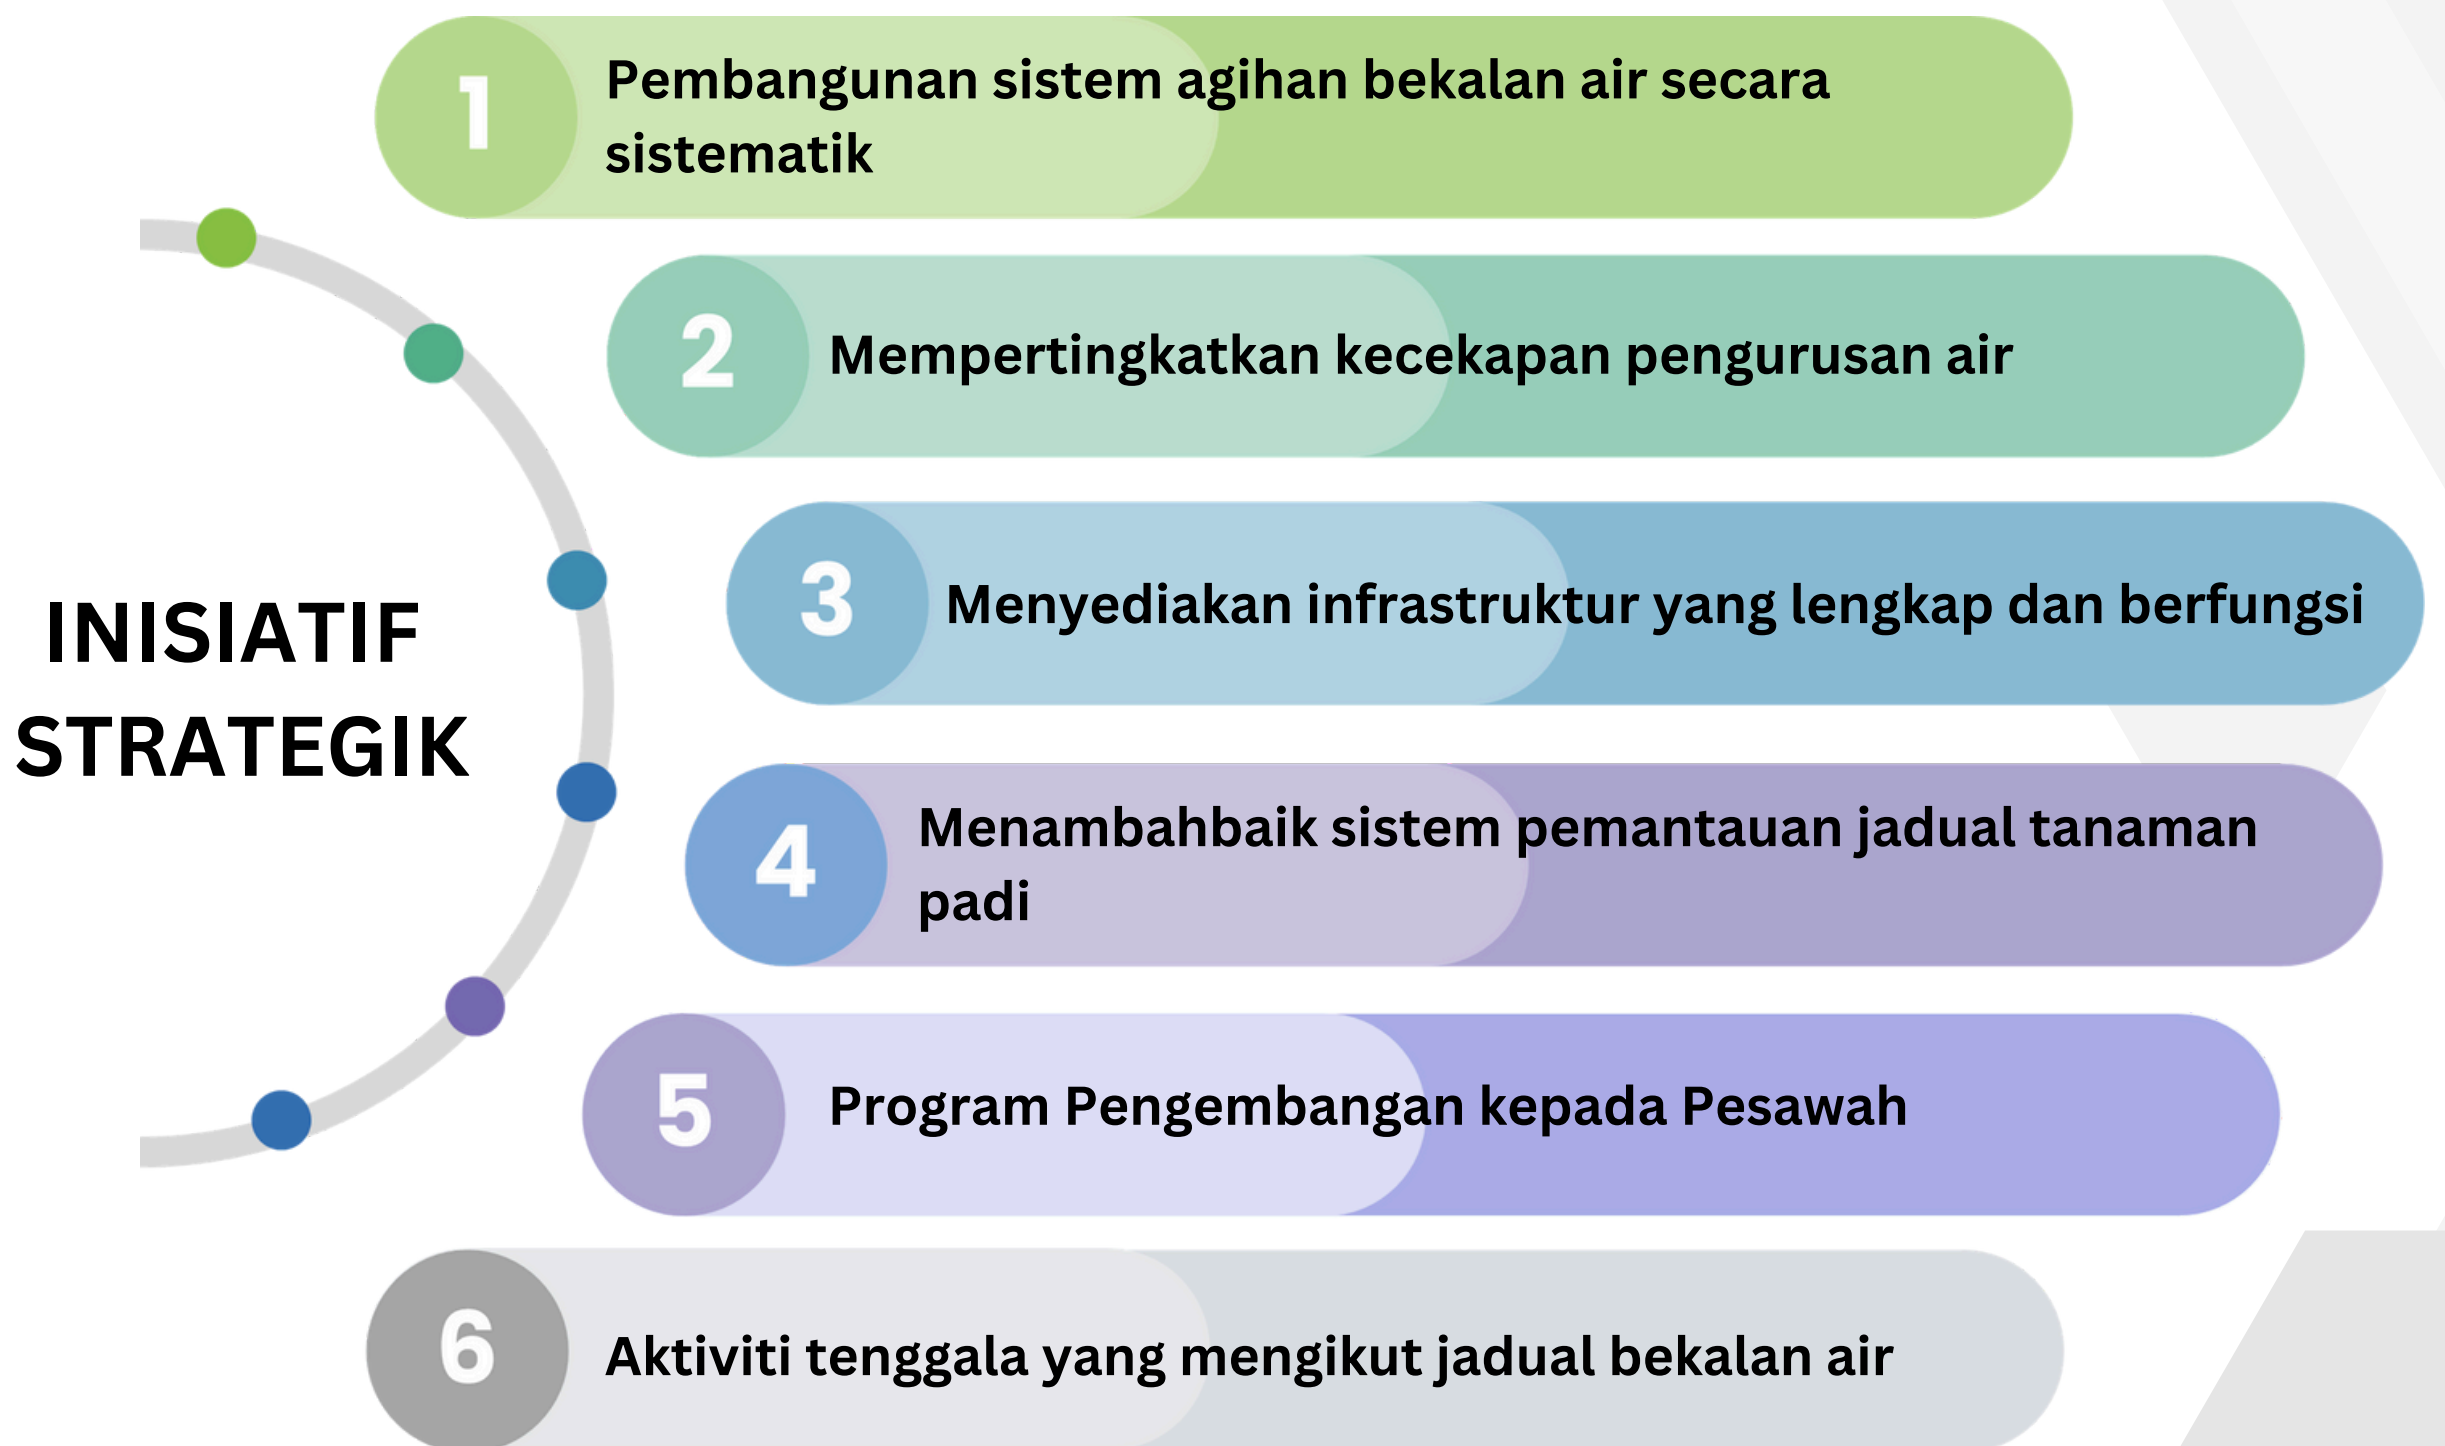 1
Pembangunan sistem agihan bekalan air secara
sistematik
2
Mempertingkatkan kecekapan pengurusan air
3
Menyediakan infrastruktur yang lengkap dan berfungsi
INISIATIF
STRATEGIK
4
Menambahbaik sistem pemantauan jadual tanaman
padi
5
Program Pengembangan kepada Pesawah
6
Aktiviti tenggala yang mengikut jadual bekalan air